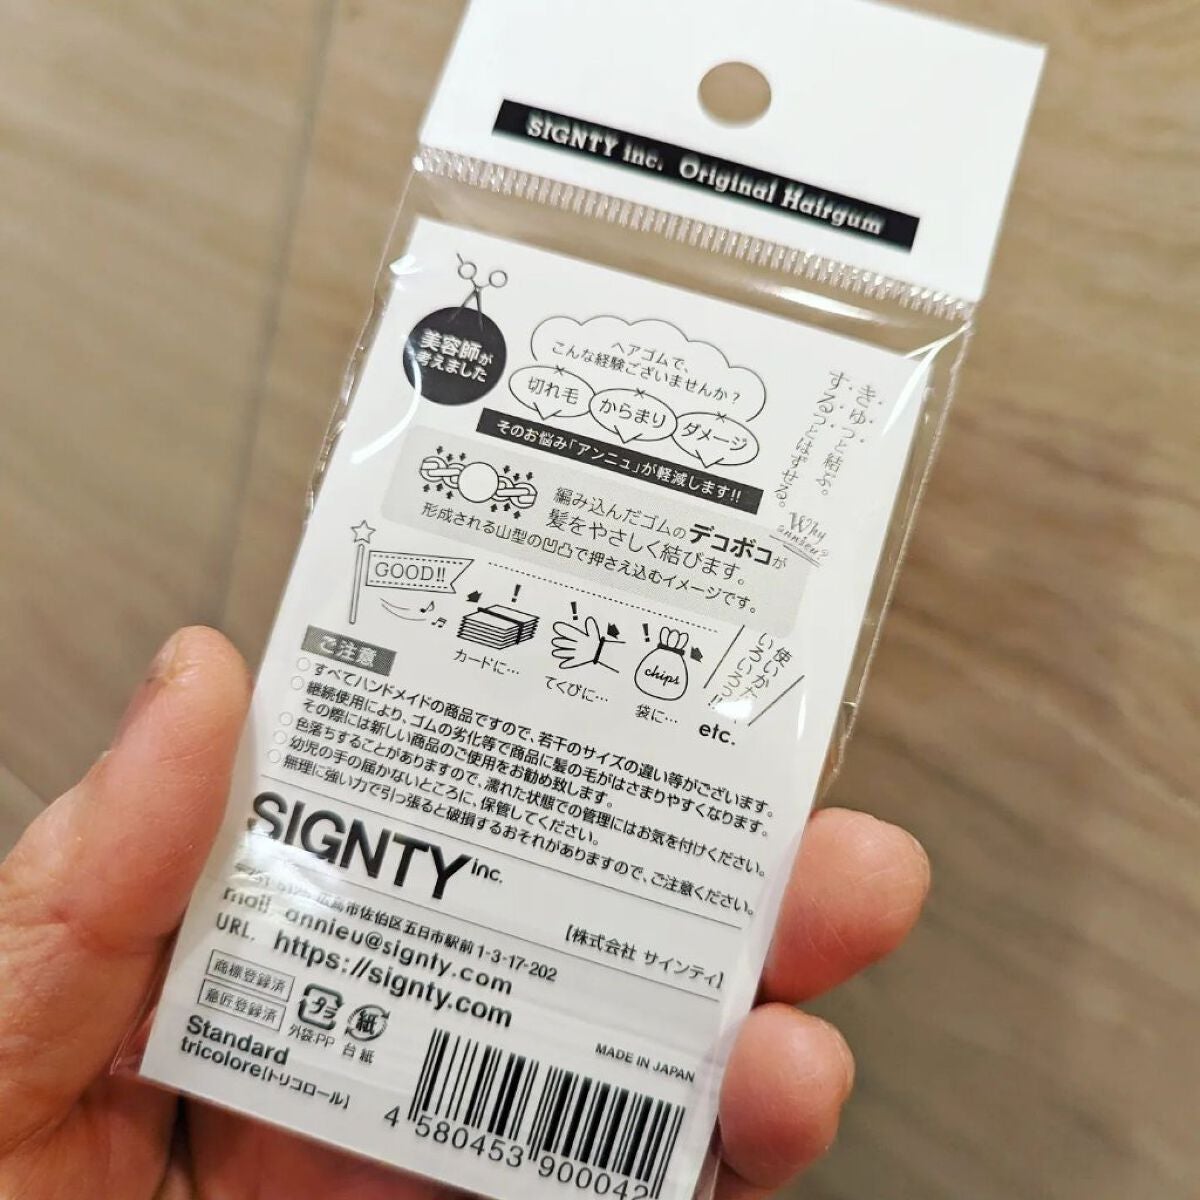 SIGNTY inc. Original Hairgum
美容師が
考えました
ヘアゴムで、
こんな経験ございませんか?
切れ毛
からまり
ダメージ
そのお悩み「アンニュ」が軽減します!!
きゅっと結ぶ。
するっとはずせる。
Why
annieu?
編み込んだゴムのデコボコが
髪をやさしく結びます。
形成される山型の凹凸で押さえ込むイメージです。
GOOD!!
カードに…
てくびに…
chips
袋に…
etc.
使いかた
いろいろっ!!
ご注意
○すべてハンドメイドの商品ですので、若干のサイズの違い等がございます。
○継続使用により、ゴムの劣化等で商品に髪の毛がはさまりやすくなります。
その際には新しい商品のご使用をお勧め致します。
○色落ちすることがありますので、濡れた状態での管理にはお気を付けください。
○幼児の手の届かないところに、保管してください。
○無理に強い力で引っ張ると破損するおそれがありますので、ご注意ください。
SIGNTY inc.
【株式会社 サインティ】
広島市佐伯区五日市駅前1-3-17-202
mail. annieu@signty.com
URL. https://signty.com
商標登録済
意匠登録済
プラ
外袋:PP
紙
台紙
MADE IN JAPAN
Standard
tricolore[トリコロール]
4 580453 900042